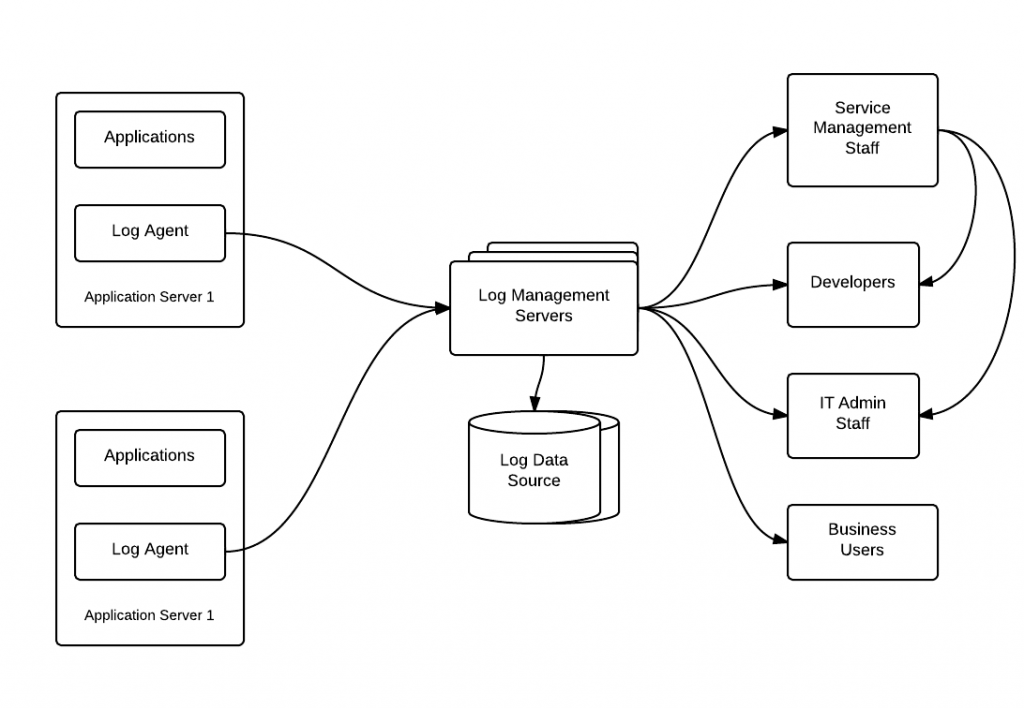 Applications
Log Agent
Application Server 1
Applications
Log Agent
Application Server 1
Log Management
Servers
Log Data
Source
Service
Management
Staff
Developers
IT Admin
Staff
Business
Users